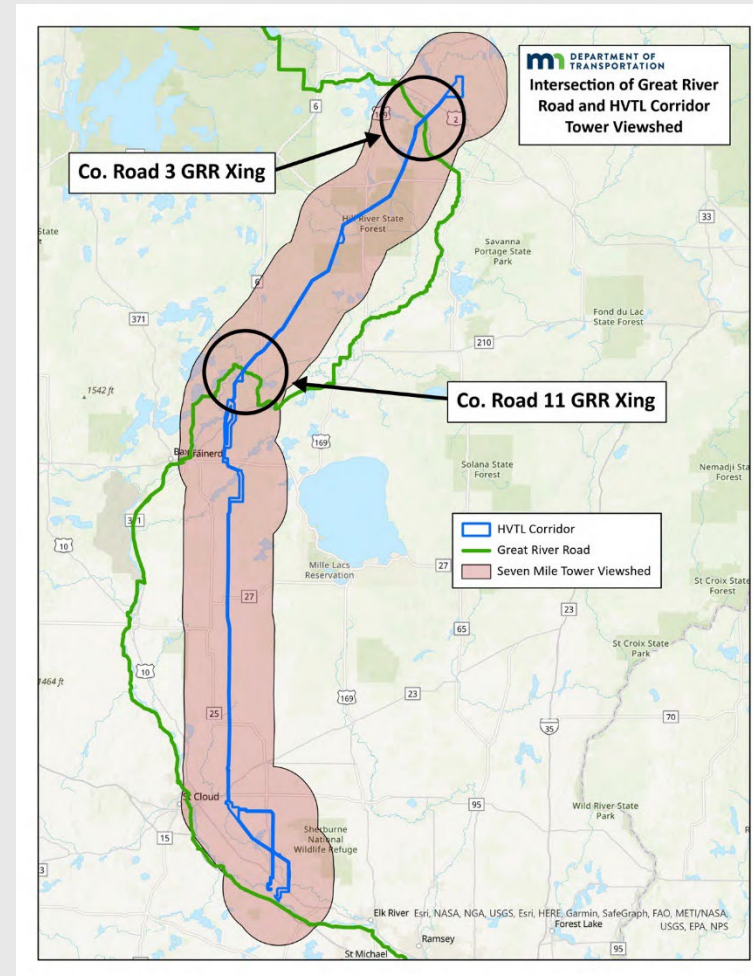 DEPARTMENT OF
TRANSPORTATION
Intersection of Great River
Road and HVTL Corridor
Tower Viewshed
6
169
2
Co. Road 3 GRR Xing
33
Hill River State
Forest
State
Savanna
Portage State
Park
6
Fond du Lac
State Forest
371
210
1542 ft
Co. Road 11 GRR Xing
169
Solana State
Forest
Nemadji Sta
Forest
HVTL Corridor
Great River Road
Seven Mile Tower Viewshed
10
Mille Lacs
Reservation
27
27
St Croix State
Forest
23
65
St Croix State
Park
10
1464 ft
169
23
25
35
70
St Cloud
95
Wild River State
Park
15
Sherburne
National
Wildlife Refuge
3
Elk River Esri, NASA, NGA, USGS, Esri, HERE, Garmin, SafeGraph, FAO, METI/NASA,
Forest Lake USGS, EPA, NPS
Ramsey
95
St Michael